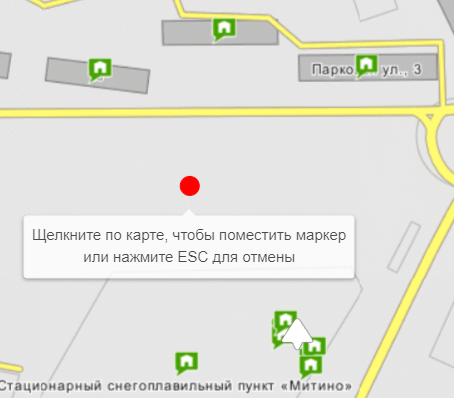 Парко ул., 3
Щелкните по карте, чтобы поместить маркер
или нажмите ESC для отмены
Стационарный снегоплавильный пункт «Митино»